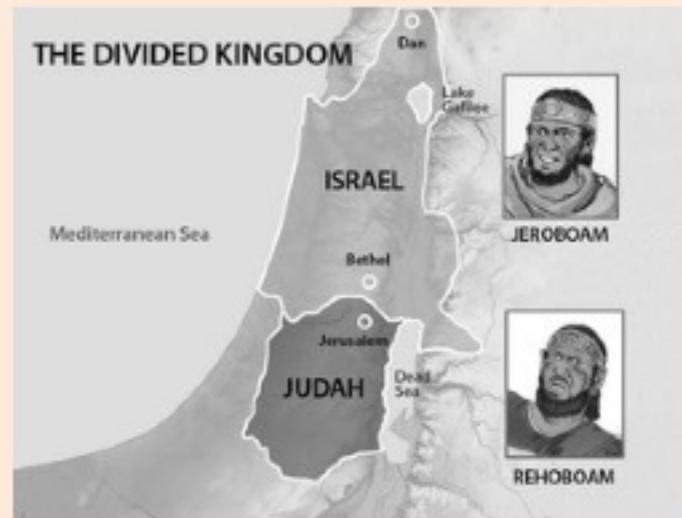 THE DIVIDED KINGDOM
Dan
Lake
Galilee
ISRAEL
JEROBOAM
Mediterranean Sea
Bethel
Jerusalem
JUDAH
Dead
Sea
REHOBOAM